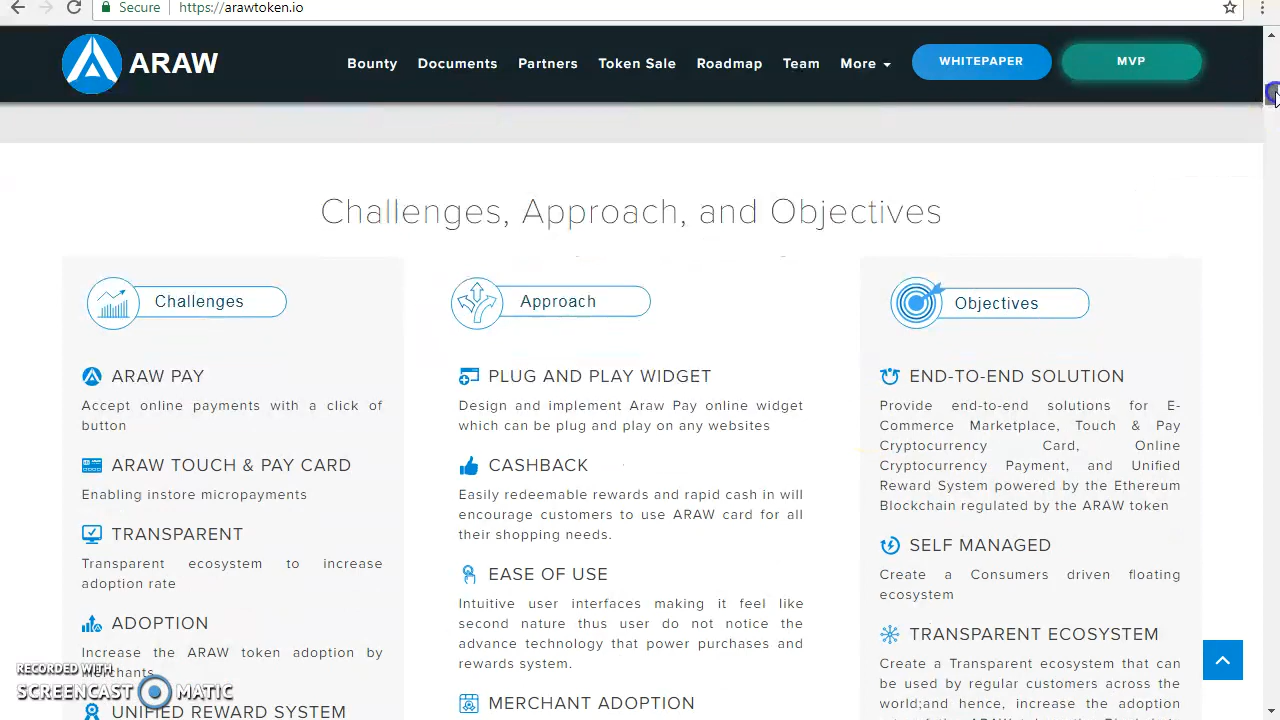 Secure https://arawtoken.io
ARAW Bounty Documents Partners Token Sale Roadmap Team More WHITEPAPER MVP
Challenges, Approach, and Objectives
Challenges
ARAW PAY
Accept online payments with a click of
button
ARAW TOUCH & PAY CARD
Enabling instore micropayments
TRANSPARENT
Transparent ecosystem to increase
adoption rate
ADOPTION
Increase the ARAW token adoption by
merchants.
UNIFIED REWARD SYSTEM
Approach
PLUG AND PLAY WIDGET
Design and implement Araw Pay online widget
which can be plug and play on any websites
CASHBACK
Easily redeemable rewards and rapid cash in will
encourage customers to use ARAW card for all
their shopping needs.
EASE OF USE
Intuitive user interfaces making it feel like
second nature thus user do not notice the
advance technology that power purchases and
rewards system.
MERCHANT ADOPTION
Objectives
END-TO-END SOLUTION
Provide end-to-end solutions for E-
Commerce Marketplace, Touch & Pay
Cryptocurrency Card, Online
Cryptocurrency Payment, and Unified
Reward System powered by the Ethereum
Blockchain regulated by the ARAW token
SELF MANAGED
Create a Consumers driven floating
ecosystem
TRANSPARENT ECOSYSTEM
Create a Transparent ecosystem that can
be used by regular customers across the
world;and hence, increase the adoption
RECORDED WITH
SCREENCAST MATIC